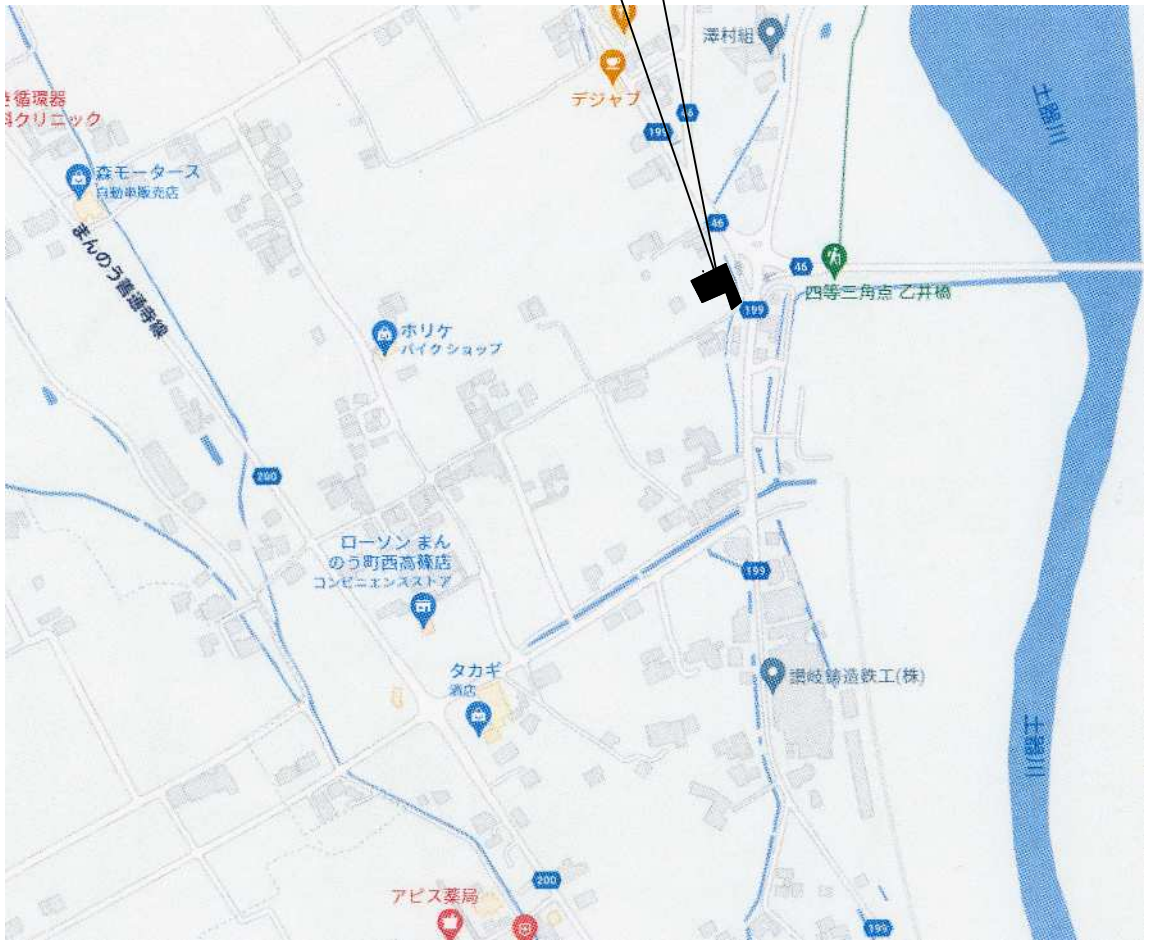 澤村組
デジャブ
き循環器
科クリニック
森モータース
自動車販売店
まんのう善通寺線
土器川
199
46
46
46
199
四等三角点 乙井橋
ホリケ
バイクショップ
200
ローソン まん
のう町西高篠店
コンビニエンスストア
199
タカギ
酒店
讃岐鋳造鉄工(株)
土器川
アピス薬局
200
199